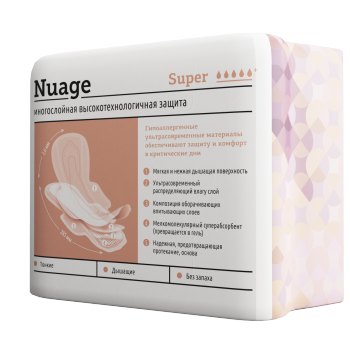 Nuage
Super
многослойная высокотехнологичная защита
Гипоаллергенные
ультрасовременные материалы
обеспечивают защиту и комфорт
в критические дни
1 Мягкая и нежная дышащая поверхность
2 Ультрасовременный
распределяющий влагу слой
3 Композиция оборачивающих
впитывающих слоев
4 Мелкомолекулярный суперабсорбент
(превращается в гель)
5 Надежная, предотвращающая
протекание, основа
Тонкие
Дышащие
Без запаха